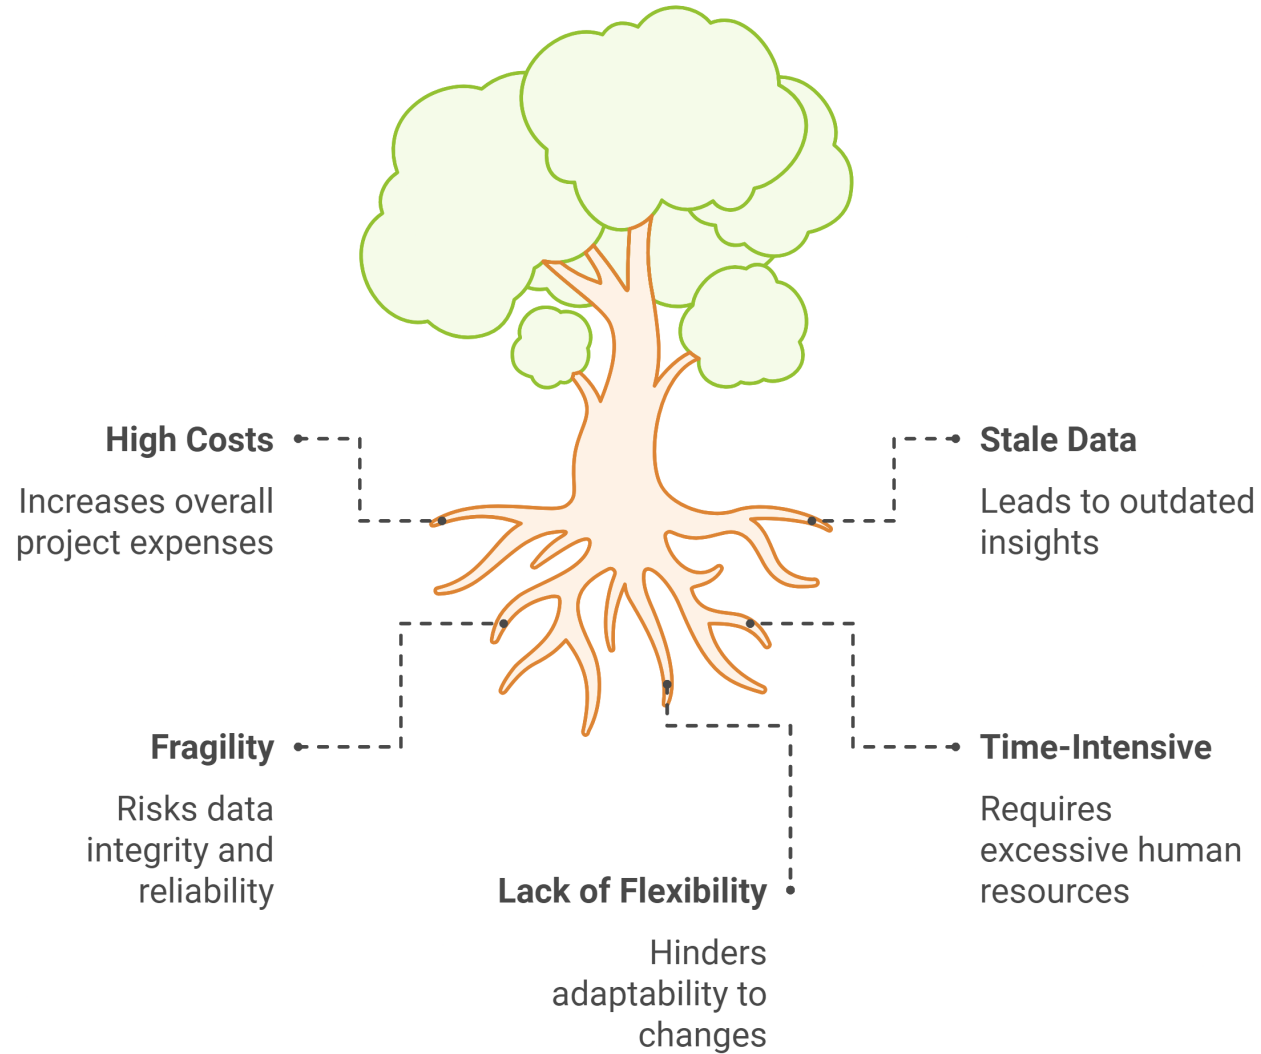 High Costs
Increases overall
project expenses
Stale Data
Leads to outdated
insights
Fragility
Risks data
integrity and
reliability
Time-Intensive
Requires
excessive human
resources
Lack of Flexibility
Hinders
adaptability to
changes